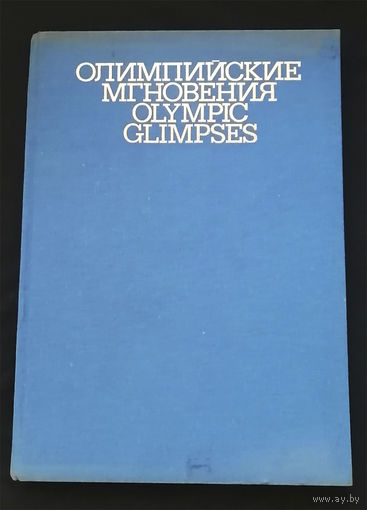 ОЛИМПИЙСКИЕ
МГНОВЕНИЯ
OLYMPIC
GLIMPSES
www.ay.by